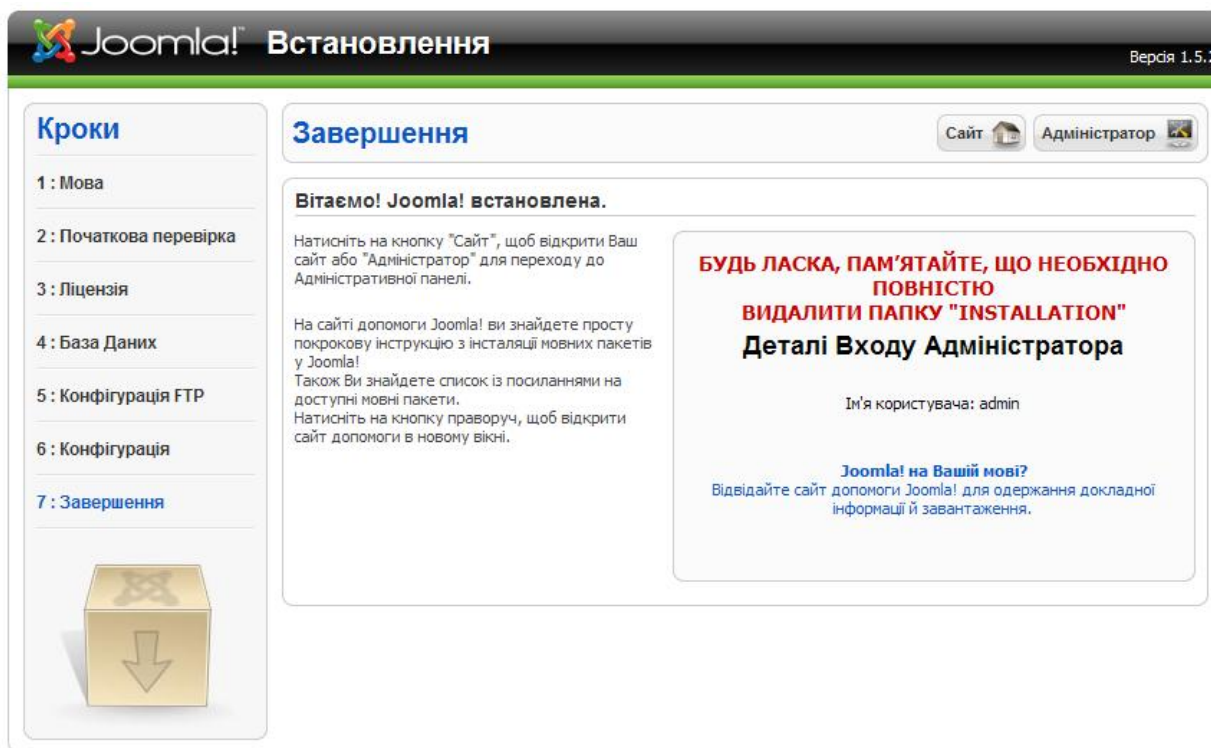 Joomla! Встановлення
Версія 1.5.
Кроки
1 : Мова
2 : Початкова перевірка
3 : Ліцензія
4 : База Даних
5 : Конфігурація FTP
6 : Конфігурація
7 : Завершення
Завершення
Сайт
Адміністратор
Вітаємо! Joomla! встановлена.
Натисніть на кнопку "Сайт", щоб відкрити Ваш
сайт або "Адміністратор" для переходу до
Адміністративної панелі.
На сайті допомоги Joomla! ви знайдете просту
покрокову інструкцію з інсталяції мовних пакетів
у Joomla!
Також Ви знайдете список із посиланнями на
доступні мовні пакети.
Натисніть на кнопку праворуч, щоб відкрити
сайт допомоги в новому вікні.
БУДЬ ЛАСКА, ПАМ’ЯТАЙТЕ, ЩО НЕОБХІДНО
ПОВНІСТЮ
ВИДАЛИТИ ПАПКУ "INSTALLATION"
Деталі Входу Адміністратора
Ім'я користувача: admin
Joomla! на Вашій мові?
Відвідайте сайт допомоги Joomla! для одержання докладної
інформації й завантаження.